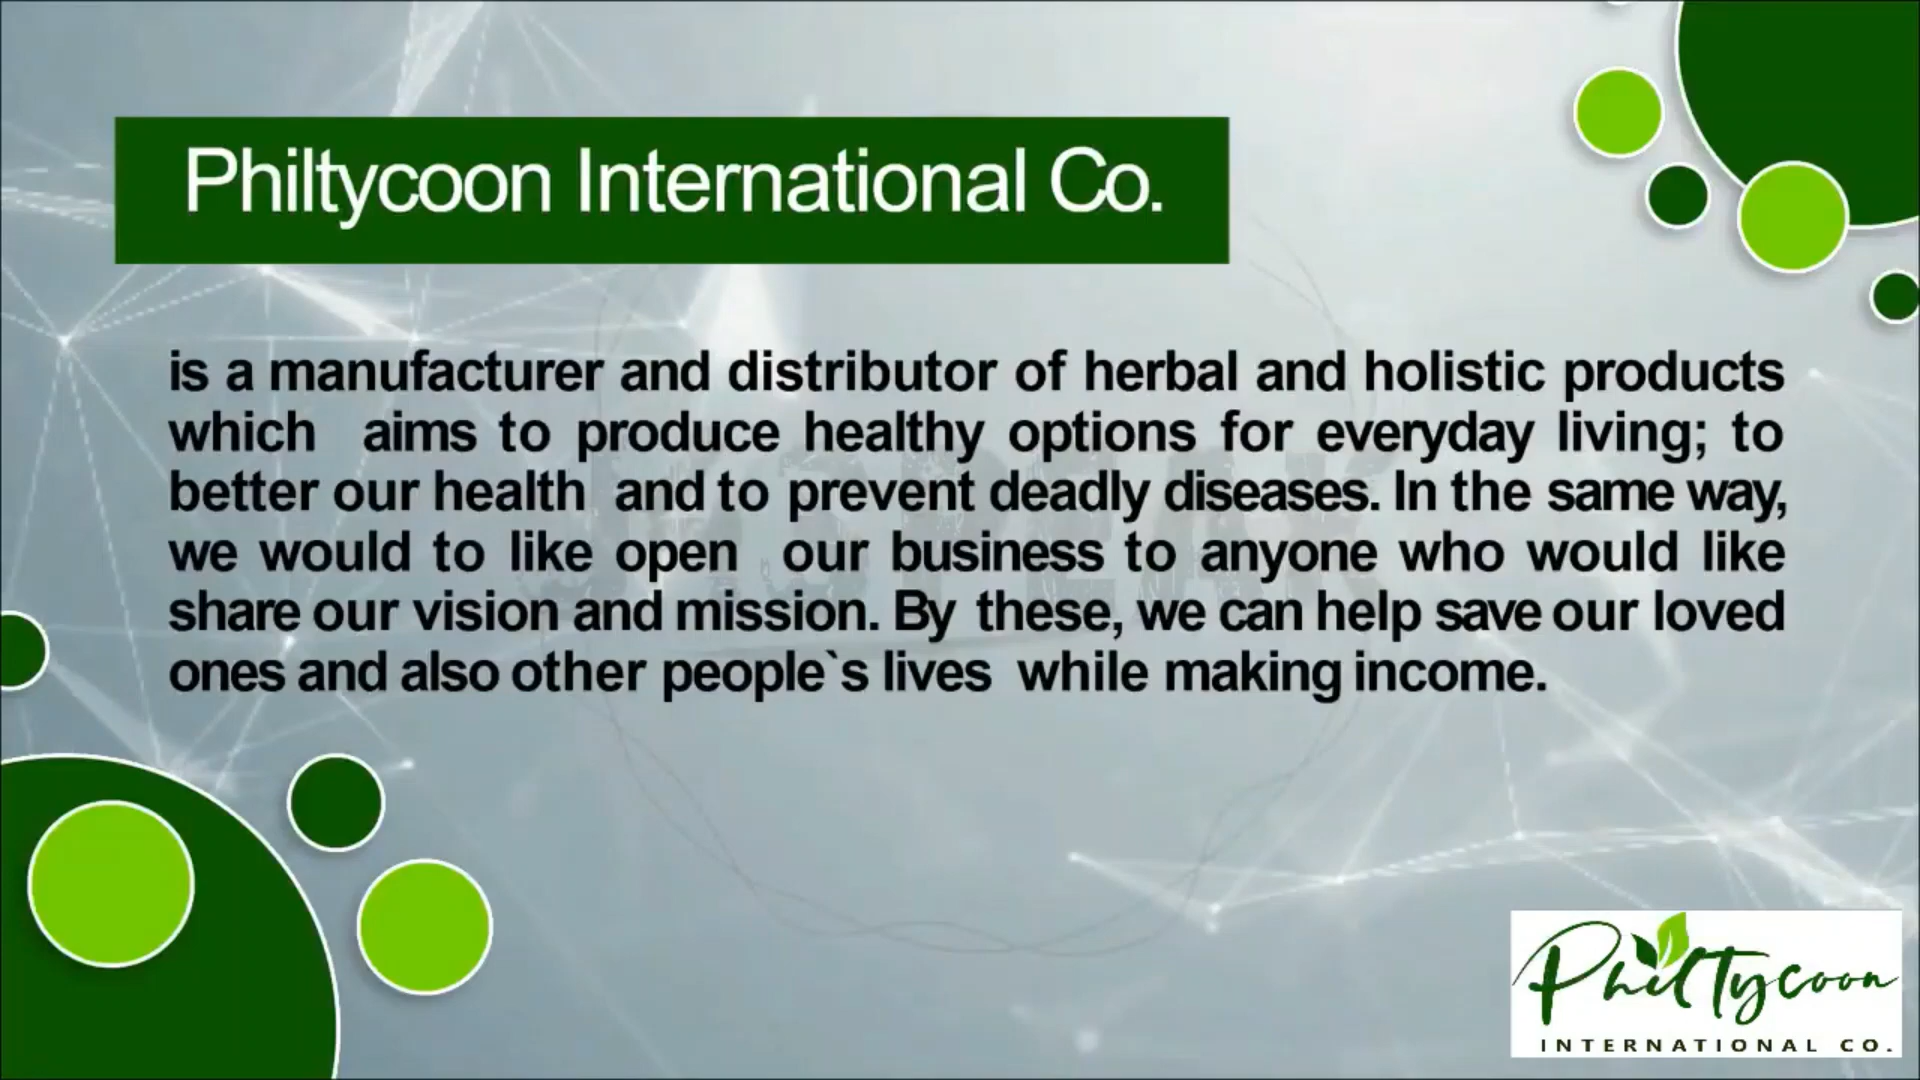 Philtycoon International Co.
is a manufacturer and distributor of herbal and holistic products
which aims to produce healthy options for everyday living; to
better our health and to prevent deadly diseases. In the same way,
we would to like open our business to anyone who would like
share our vision and mission. By these, we can help save our loved
ones and also other people`s lives while making income.
PhilTycoon
INTERNATIONAL CO.